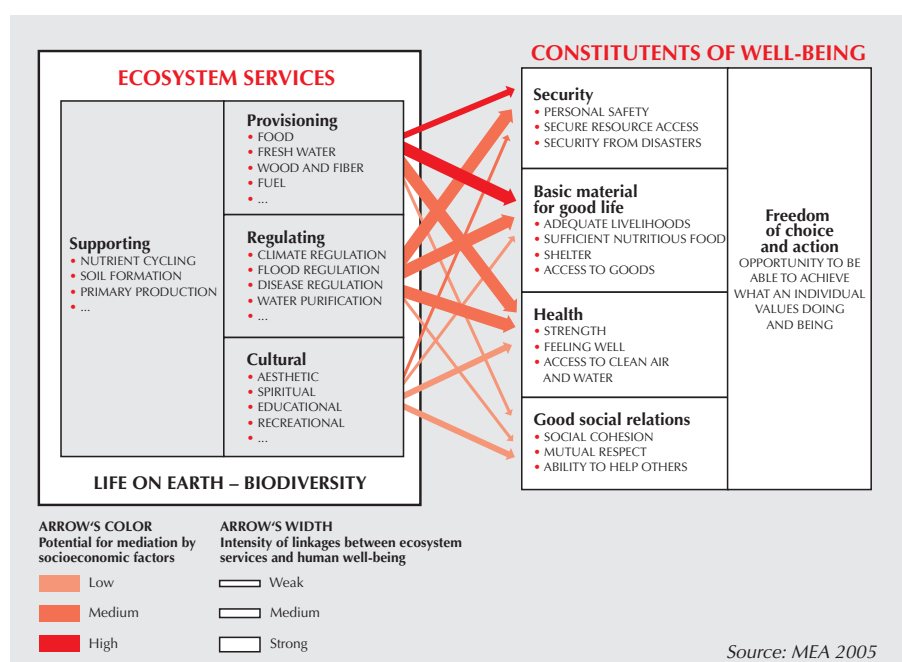 ECOSYSTEM SERVICES
Supporting
• NUTRIENT CYCLING
• SOIL FORMATION
• PRIMARY PRODUCTION
• ...
Provisioning
• FOOD
• FRESH WATER
• WOOD AND FIBER
• FUEL
• ...
Regulating
• CLIMATE REGULATION
• FLOOD REGULATION
• DISEASE REGULATION
• WATER PURIFICATION
• ...
Cultural
• AESTHETIC
• SPIRITUAL
• EDUCATIONAL
• RECREATIONAL
• ...
LIFE ON EARTH – BIODIVERSITY
CONSTITUTENTS OF WELL-BEING
Security
• PERSONAL SAFETY
• SECURE RESOURCE ACCESS
• SECURITY FROM DISASTERS
Basic material
for good life
• ADEQUATE LIVELIHOODS
• SUFFICIENT NUTRITIOUS FOOD
• SHELTER
• ACCESS TO GOODS
Health
• STRENGTH
• FEELING WELL
• ACCESS TO CLEAN AIR
AND WATER
Good social relations
• SOCIAL COHESION
• MUTUAL RESPECT
• ABILITY TO HELP OTHERS
Freedom
of choice
and action
OPPORTUNITY TO BE
ABLE TO ACHIEVE
WHAT AN INDIVIDUAL
VALUES DOING
AND BEING
ARROW‘S COLOR
Potential for mediation by
socioeconomic factors
Low
Medium
High
ARROW‘S WIDTH
Intensity of linkages between ecosystem
services and human well-being
Weak
Medium
Strong
Source: MEA 2005